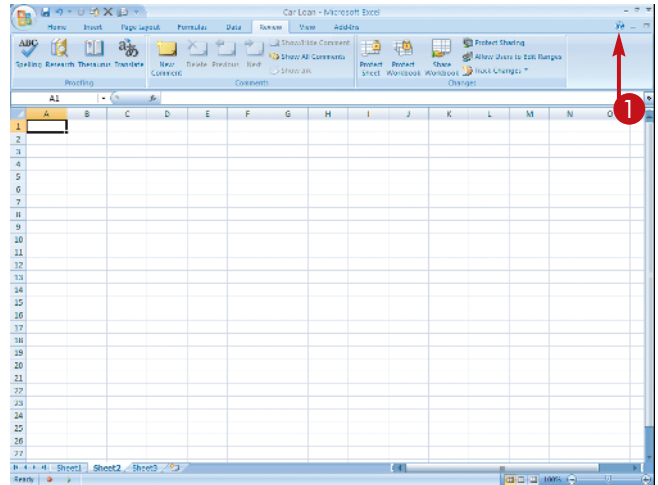 Car Loan - Microsoft Excel
Home Insert Page Layout Formulas Data Review View Add-Ins
ABC
Spelling Research Thesaurus Translate
New Comment
Delete Previous Next
Show/Hide Comment
Show All Comments
Show Ink
Protect Sheet
Protect Workbook
Share Workbook
Protect Sharing
Allow Users to Edit Ranges
Track Changes
Proofing Comments Changes
1
A1 fx
A B C D E F G H I J K L M N O
1
2
3
4
5
6
7
8
9
10
11
12
13
14
15
16
17
18
19
20
21
22
23
24
25
26
27
Sheet1 Sheet2 Sheet3
Ready 100%